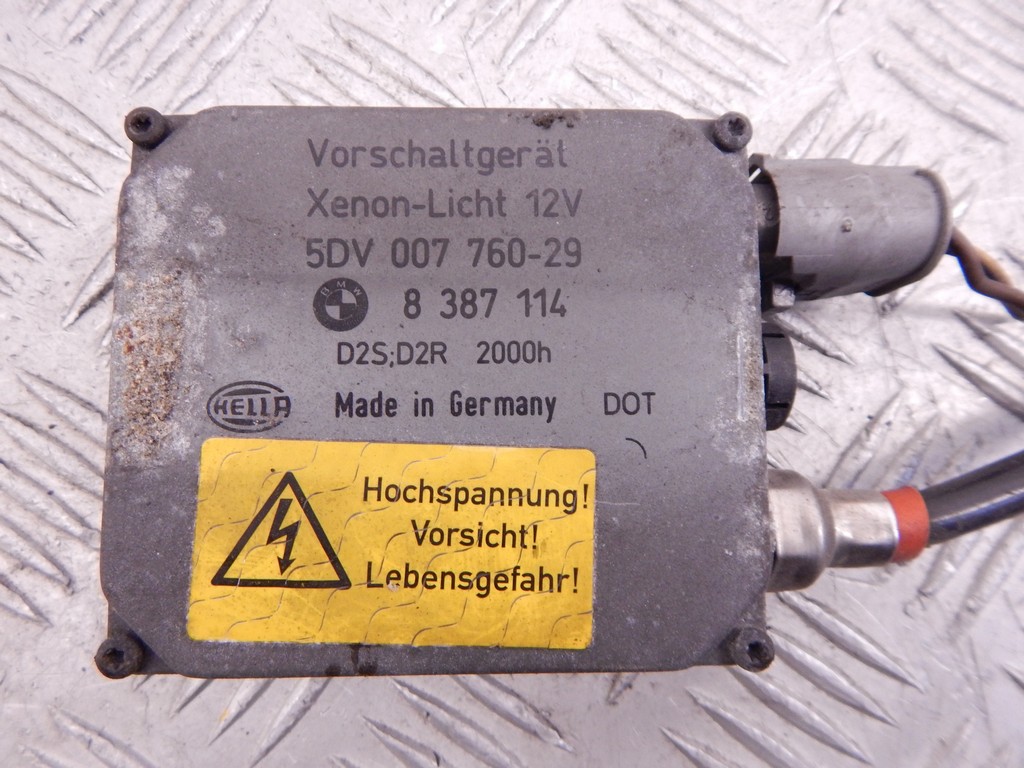 Vorschaltgerät
Xenon-Licht 12V
5DV 007 760-29
BMW 8 387 114
D2S;D2R 2000h
HELLA Made in Germany DOT
Hochspannung!
Vorsicht!
Lebensgefahr!